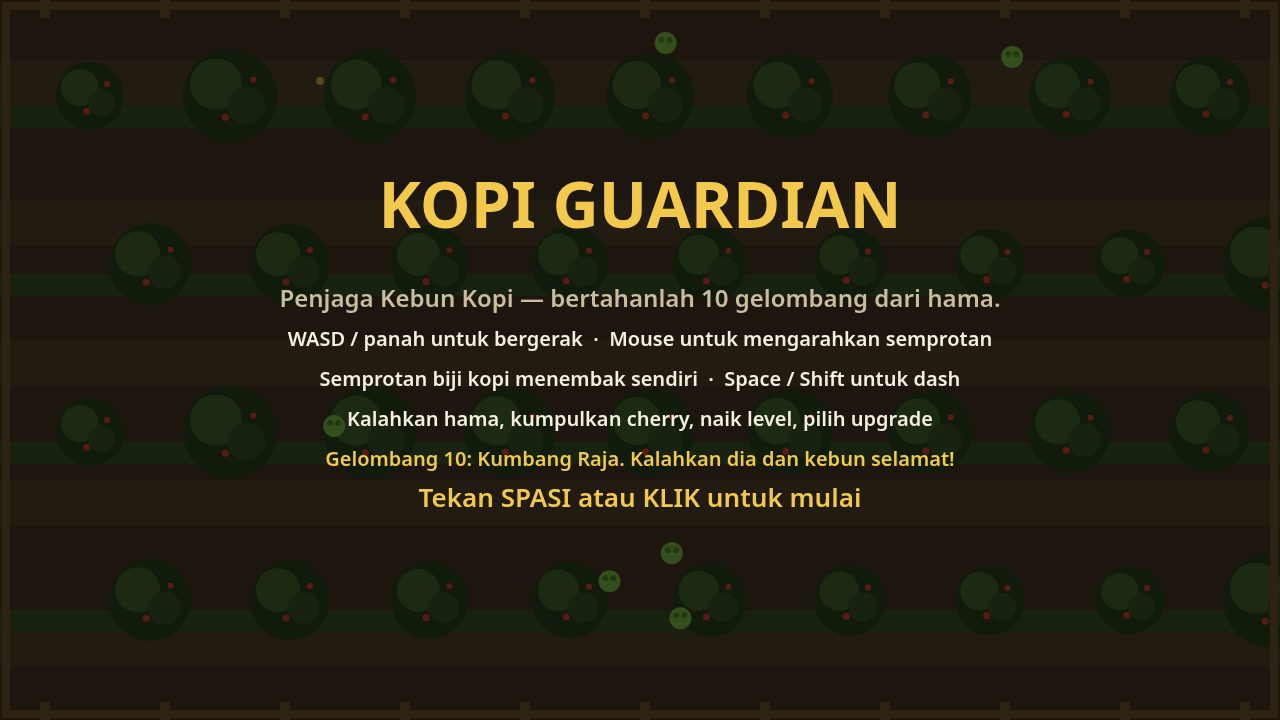 KOPI GUARDIAN
Penjaga Kebun Kopi — bertahanlah 10 gelombang dari hama.
WASD / panah untuk bergerak · Mouse untuk mengarahkan semprotan
Semprotan biji kopi menembak sendiri · Space / Shift untuk dash
Kalahkan hama, kumpulkan cherry, naik level, pilih upgrade
Gelombang 10: Kumbang Raja. Kalahkan dia dan kebun selamat!
Tekan SPASI atau KLIK untuk mulai